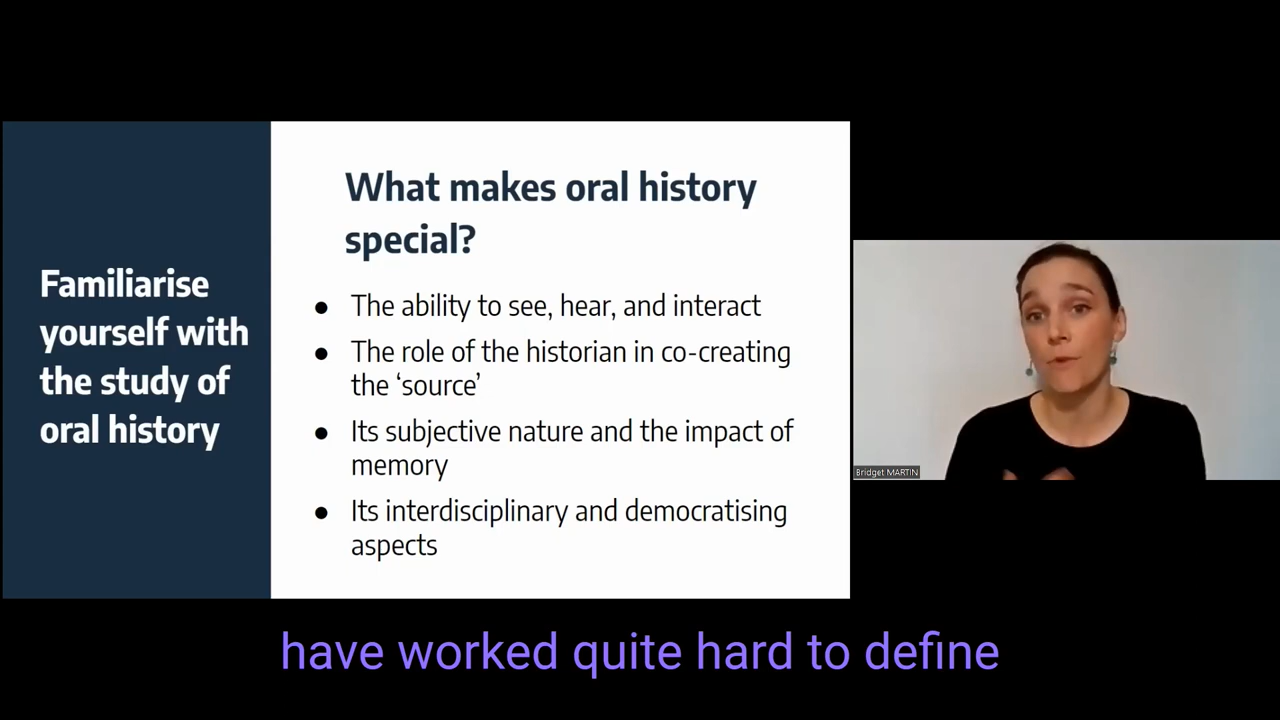 Familiarise
yourself with
the study of
oral history
What makes oral history
special?
● The ability to see, hear, and interact
● The role of the historian in co-creating
the ‘source’
● Its subjective nature and the impact of
memory
● Its interdisciplinary and democratising
aspects
Bridget MARTIN
have worked quite hard to define